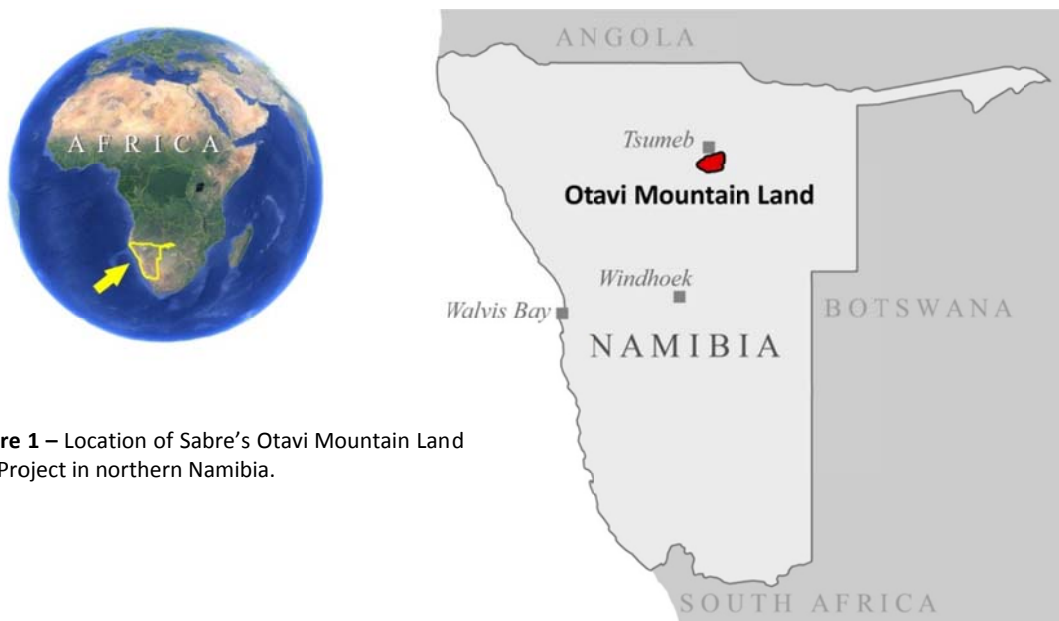 AFRICA
ANGOLA
Tsumeb
Otavi Mountain Land
Windhoek
Walvis Bay
BOTSWANA
NAMIBIA
re 1 – Location of Sabre’s Otavi Mountain Land
Project in northern Namibia.
SOUTH AFRICA